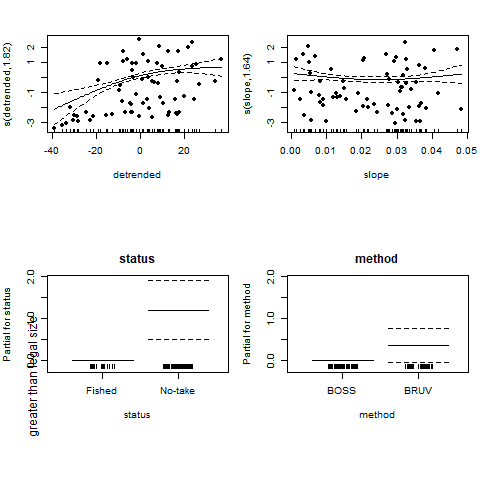 s(detrended,1.82)
2
1
-1
-3
-40
-20
0
20
detrended
s(slope,1.64)
2
1
-1
-3
0.00
0.01
0.02
0.03
0.04
0.05
slope
status
Partial for status
greater than legal size
2.0
1.0
0.0
Fished
No-take
status
method
Partial for method
2.0
1.0
0.0
BOSS
BRUV
method